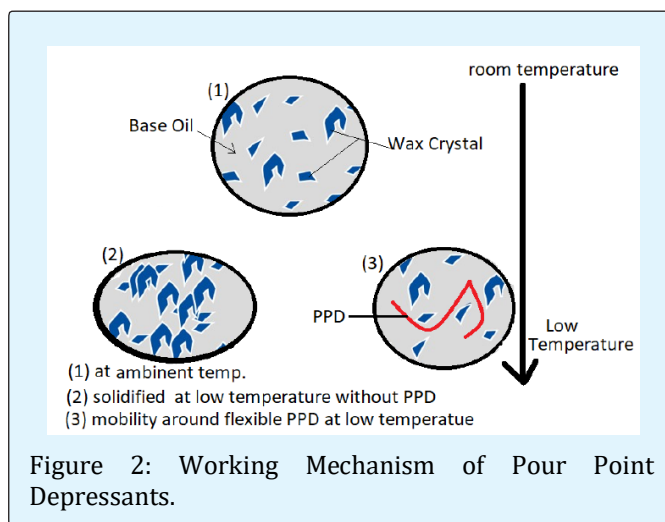 room temperature
(1)
Base Oil
Wax Crystal
(2)
(3)
PPD
Low
Temperature
(1) at ambinent temp.
(2) solidified at low temperature without PPD
(3) mobility around flexible PPD at low temperatue
Figure 2: Working Mechanism of Pour Point
Depressants.